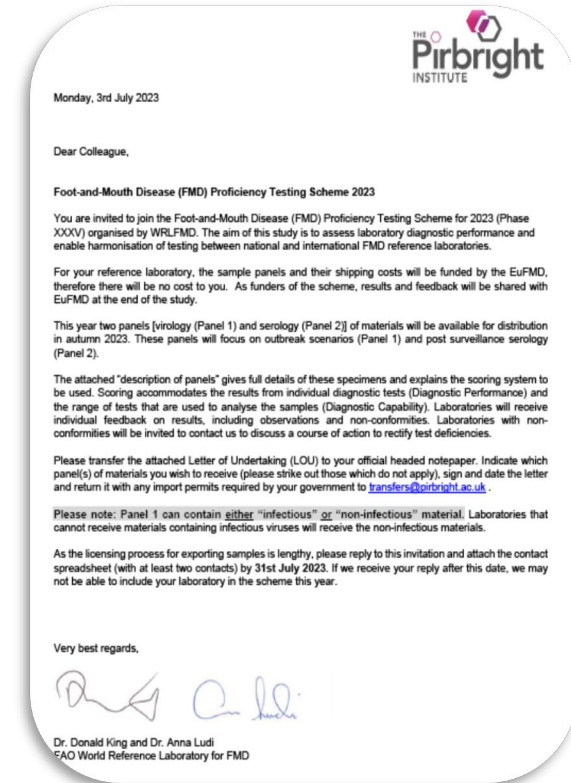 THE
Pirbright
INSTITUTE
Monday, 3rd July 2023
Dear Colleague,
Foot-and-Mouth Disease (FMD) Proficiency Testing Scheme 2023
You are invited to join the Foot-and-Mouth Disease (FMD) Proficiency Testing Scheme for 2023 (Phase
XXXV) organised by WRLFMD. The aim of this study is to assess laboratory diagnostic performance and
enable harmonisation of testing between national and international FMD reference laboratories.
For your reference laboratory, the sample panels and their shipping costs will be funded by the EuFMD,
therefore there will be no cost to you. As funders of the scheme, results and feedback will be shared with
EuFMD at the end of the study.
This year two panels [virology (Panel 1) and serology (Panel 2)] of materials will be available for distribution
in autumn 2023. These panels will focus on outbreak scenarios (Panel 1) and post surveillance serology
(Panel 2).
The attached "description of panels" gives full details of these specimens and explains the scoring system to
be used. Scoring accommodates the results from individual diagnostic tests (Diagnostic Performance) and
the range of tests that are used to analyse the samples (Diagnostic Capability). Laboratories will receive
individual feedback on results, including observations and non-conformities. Laboratories with non-
conformities will be invited to contact us to discuss a course of action to rectify test deficiencies.
Please transfer the attached Letter of Undertaking (LOU) to your official headed notepaper. Indicate which
panel(s) of materials you wish to receive (please strike out those which do not apply), sign and date the letter
and return it with any import permits required by your government to transfers@pirbright.ac.uk .
Please note: Panel 1 can contain either "infectious" or "non-infectious" material. Laboratories that
cannot receive materials containing infectious viruses will receive the non-infectious materials.
As the licensing process for exporting samples is lengthy, please reply to this invitation and attach the contact
spreadsheet (with at least two contacts) by 31st July 2023. If we receive your reply after this date, we may
not be able to include your laboratory in the scheme this year.
Very best regards,
Dr. Donald King and Dr. Anna Ludi
FAO World Reference Laboratory for FMD